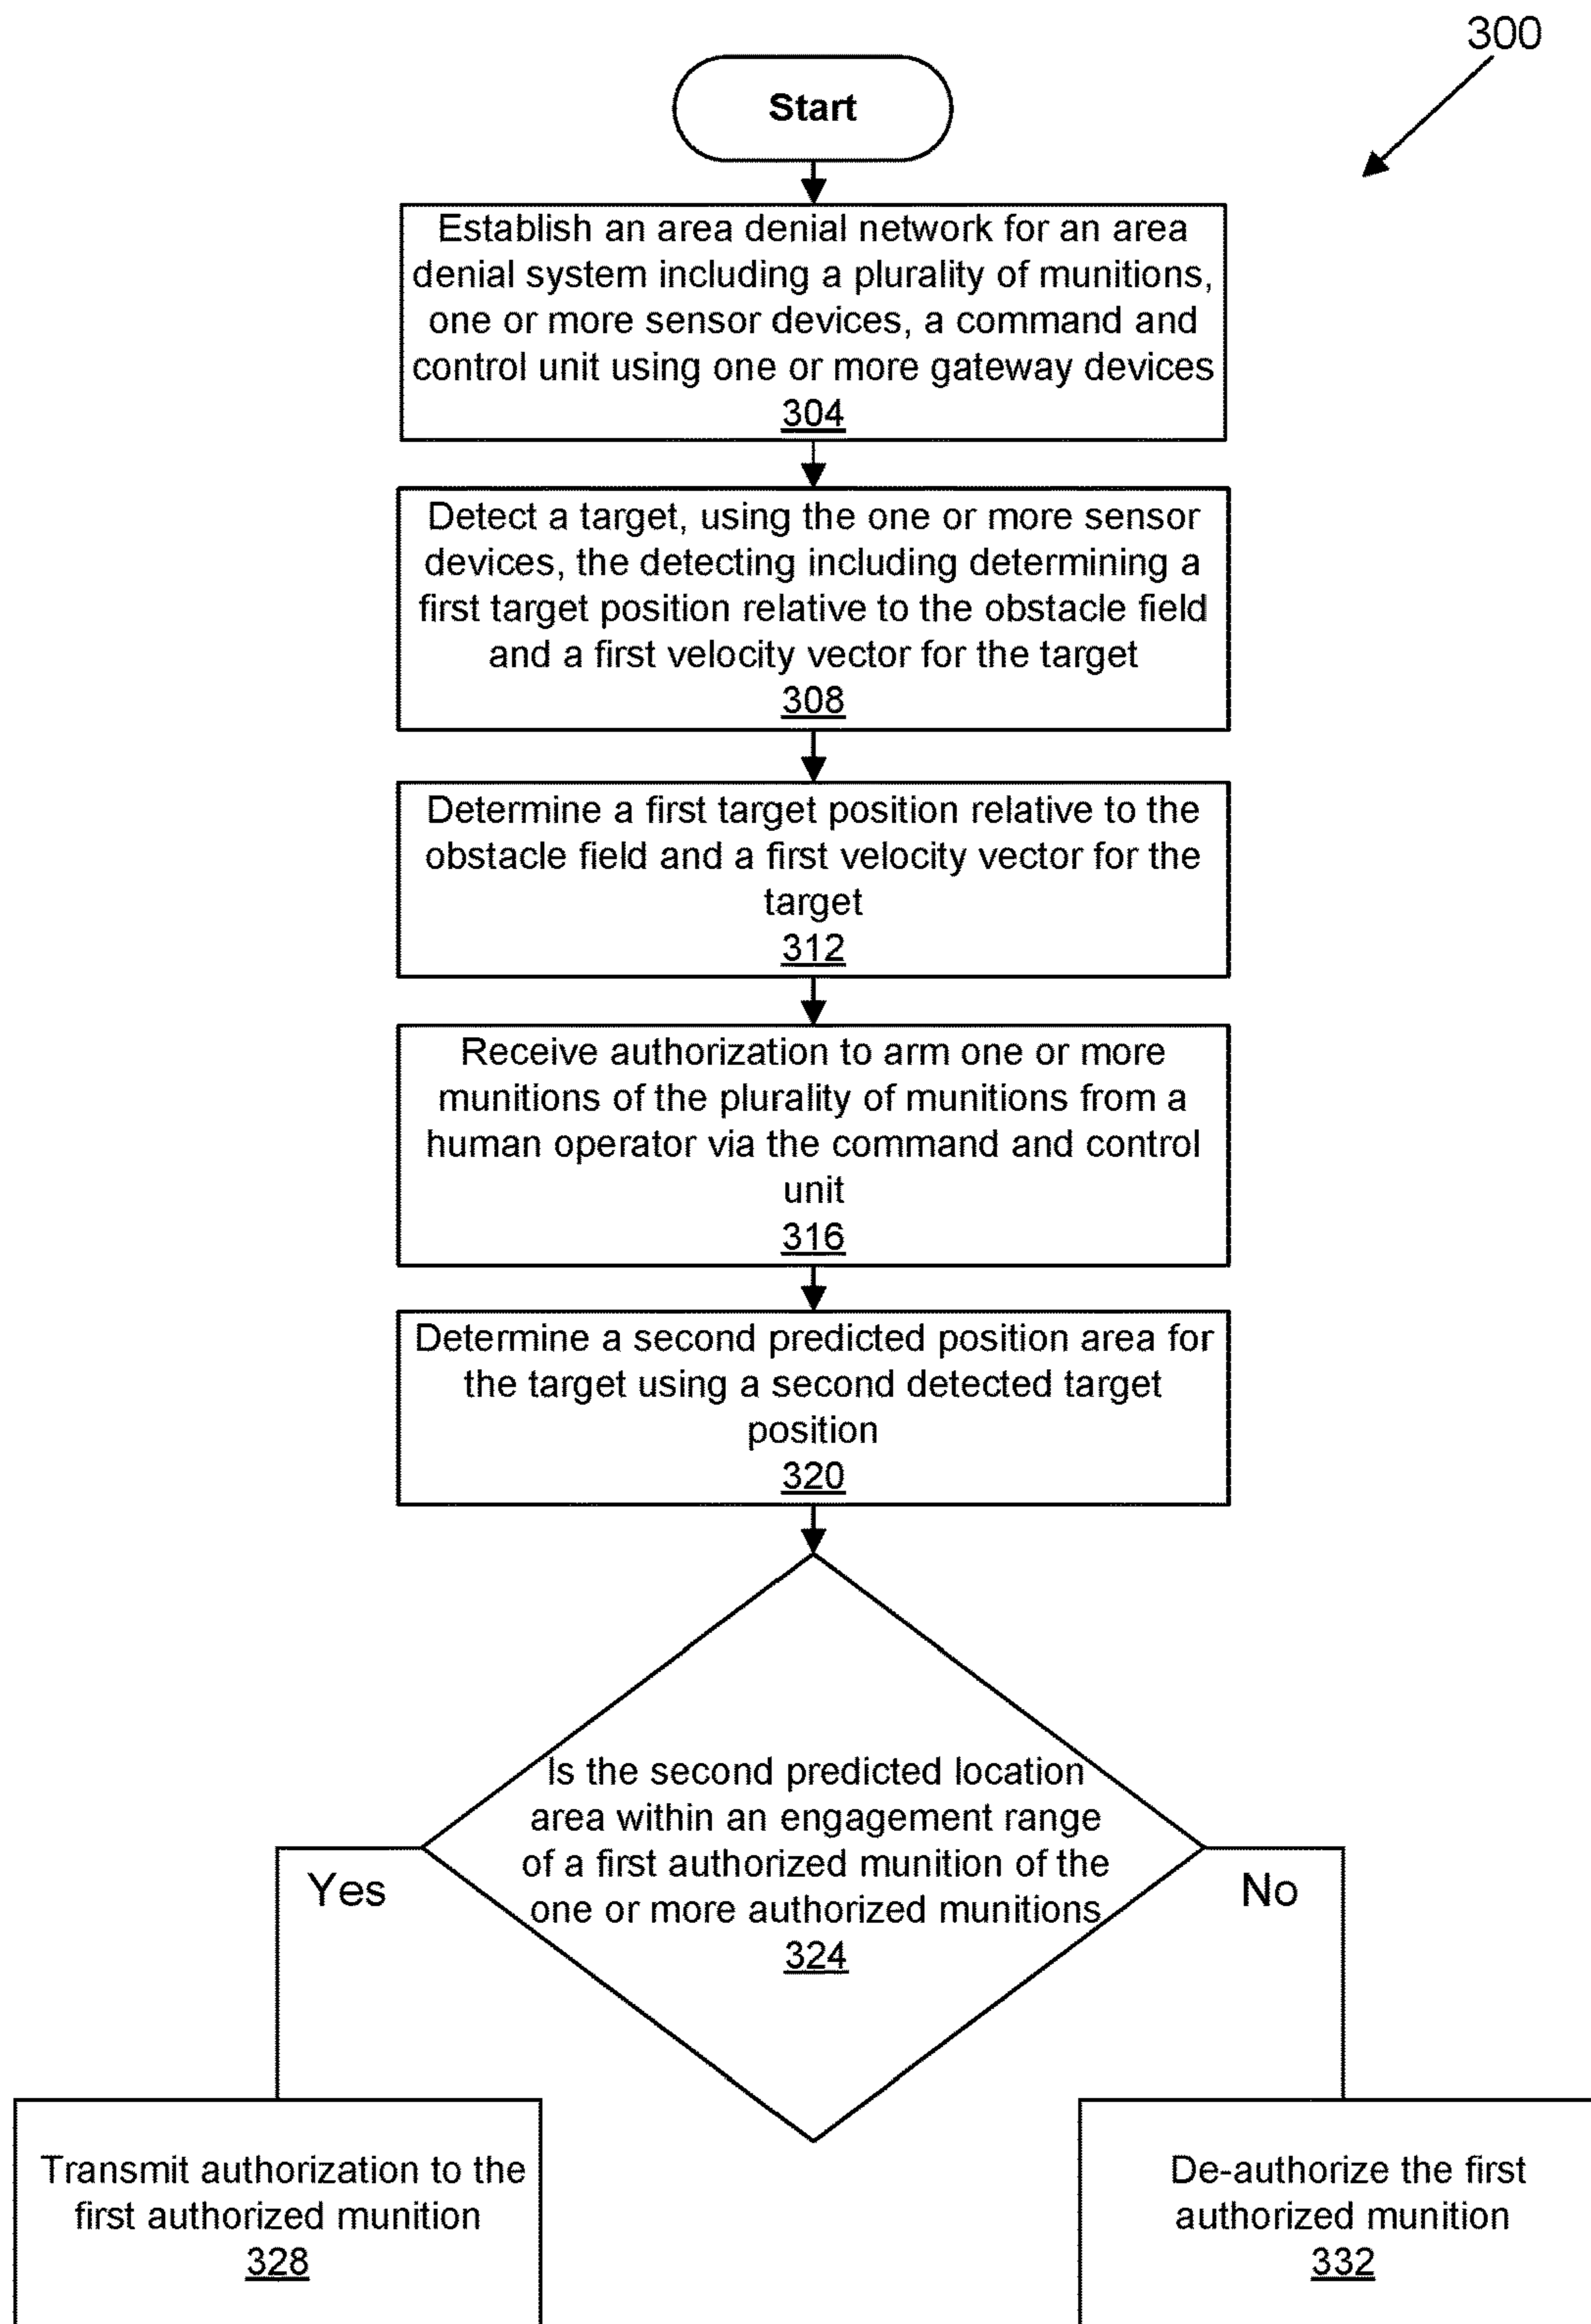 300
Start
Establish an area denial network for an area
denial system including a plurality of munitions,
one or more sensor devices, a command and
control unit using one or more gateway devices
304
Detect a target, using the one or more sensor
devices, the detecting including determining a
first target position relative to the obstacle field
and a first velocity vector for the target
308
Determine a first target position relative to the
obstacle field and a first velocity vector for the
target
312
Receive authorization to arm one or more
munitions of the plurality of munitions from a
human operator via the command and control
unit
316
Determine a second predicted position area for
the target using a second detected target
position
320
Is the second predicted location
area within an engagement range
of a first authorized munition of the
one or more authorized munitions
324
Yes
No
Transmit authorization to the
first authorized munition
328
De-authorize the first
authorized munition
332